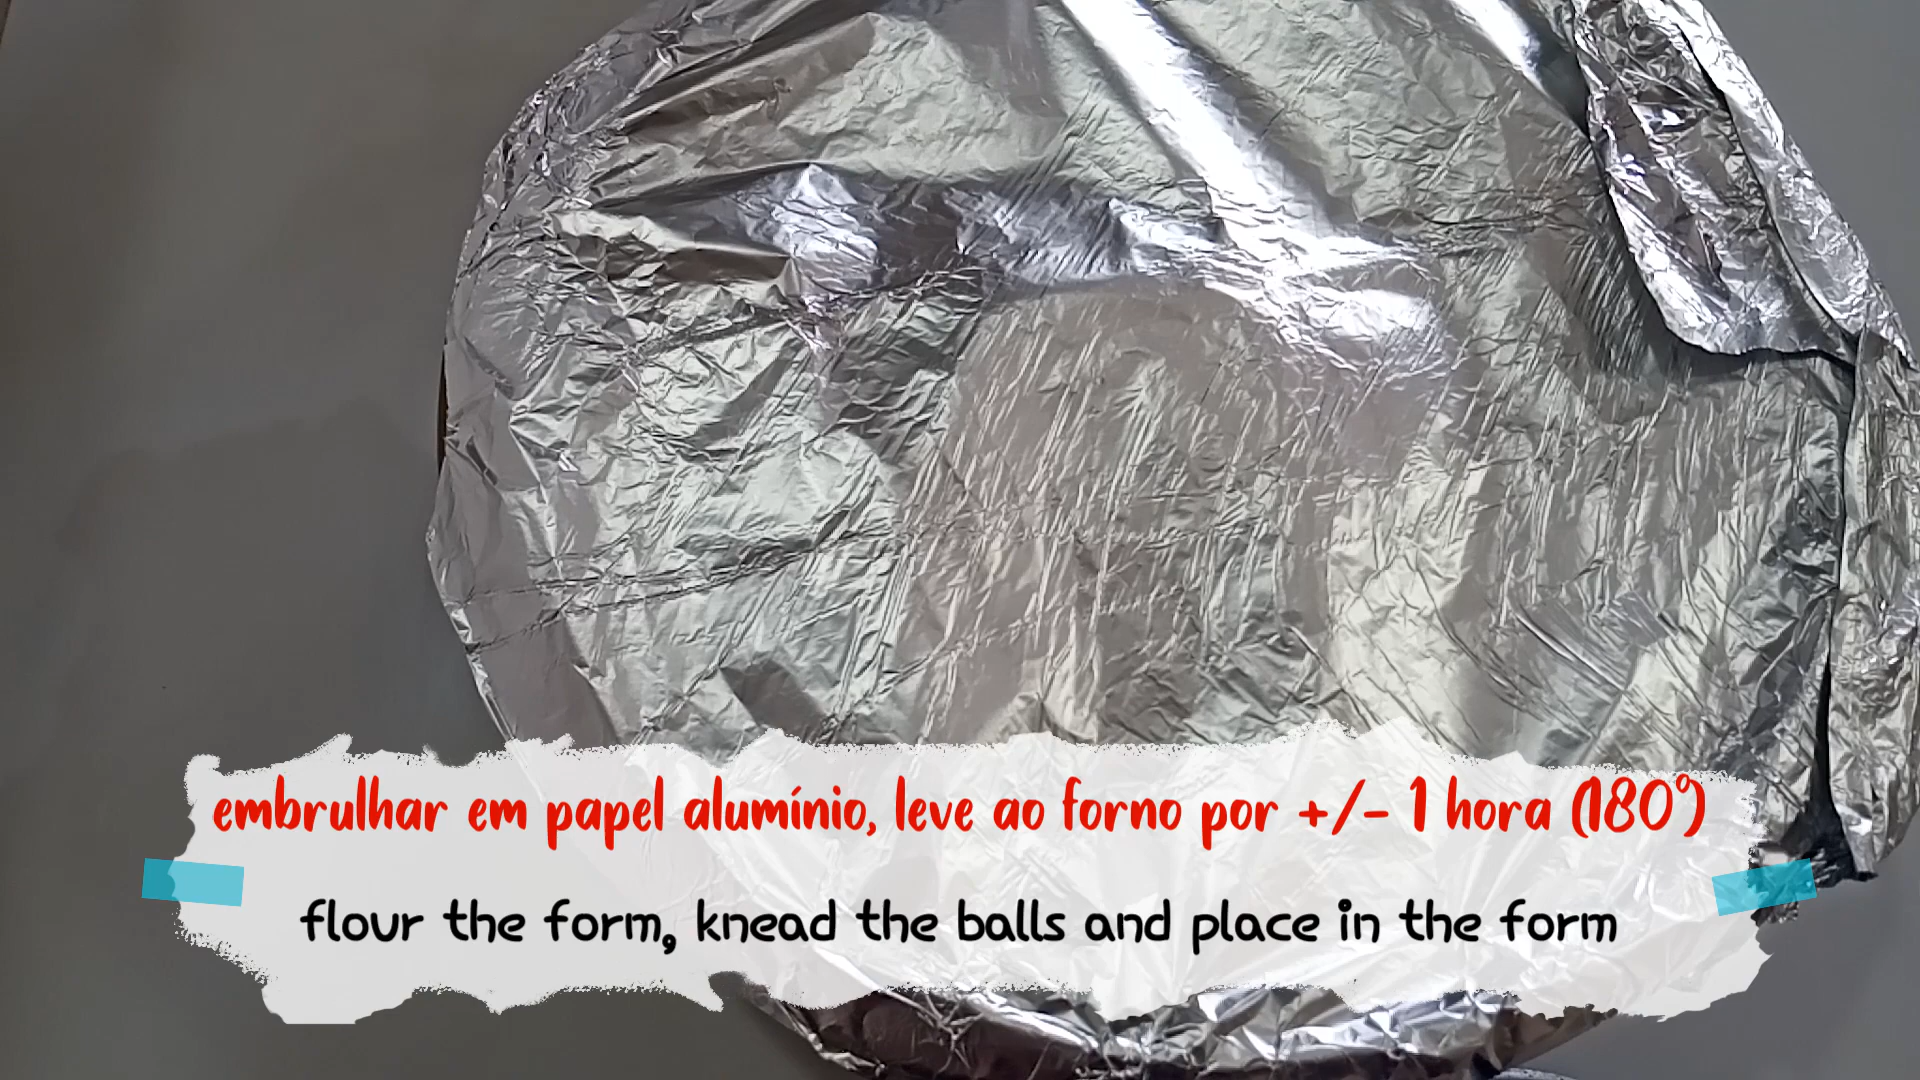 embrulhar em papel alumínio, leve ao forno por +/- 1 hora (180°)
flour the form, knead the balls and place in the form